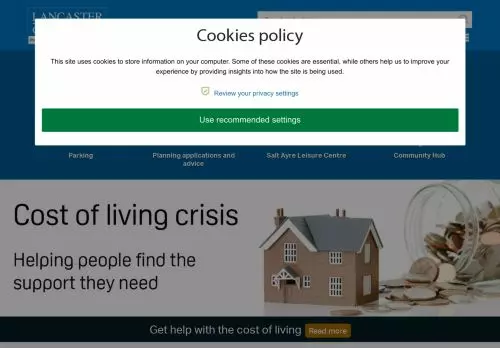 LANCASTER
Cookies policy
This site uses cookies to store information on your computer. Some of these cookies are essential, while others help us to improve your
experience by providing insights into how the site is being used.
Review your privacy settings
Use recommended settings
Parking
Planning applications and
advice
Salt Ayre Leisure Centre
Community Hub
Cost of living crisis
Helping people find the
support they need
Get help with the cost of living
Read more